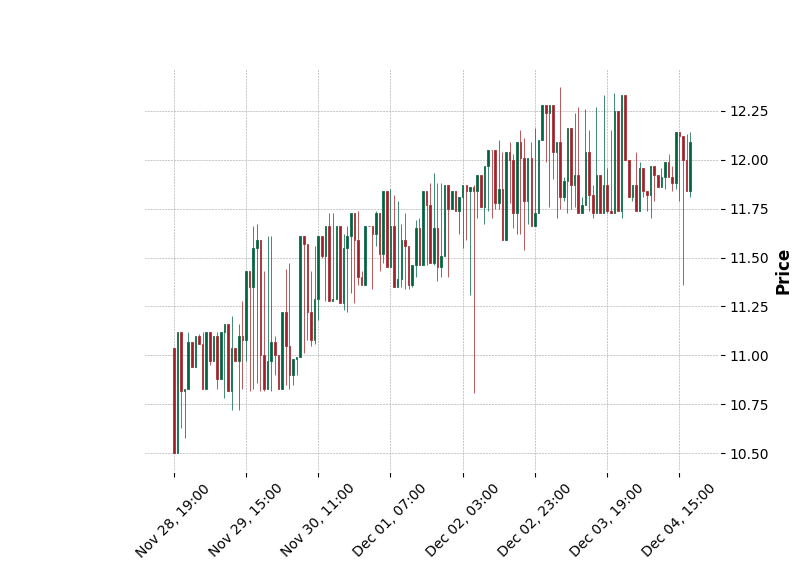 12.25
12.00
11.75
11.50
11.25
11.00
10.75
10.50
Price
Nov 28, 19:00
Nov 29, 15:00
Nov 30, 11:00
Dec 01, 07:00
Dec 02, 03:00
Dec 02, 23:00
Dec 03, 19:00
Dec 04, 15:00